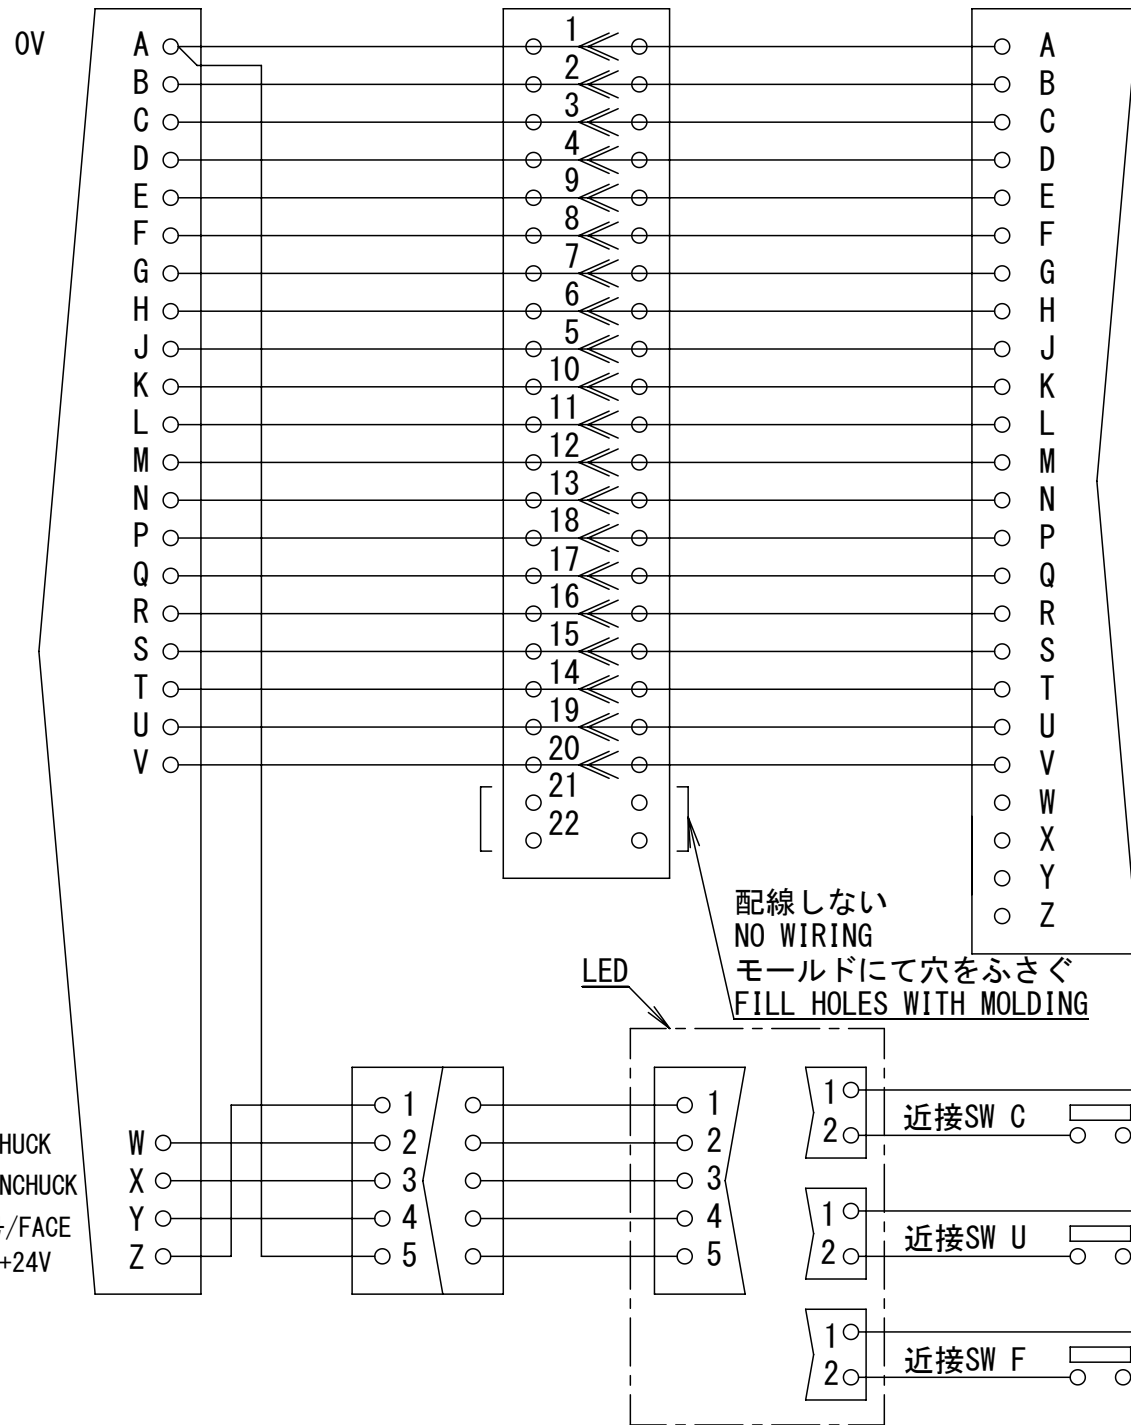 0V A 1 A
B 2 B
C 3 C
D 4 D
E 9 E
F 8 F
G 7 G
H 6 H
J 5 J
K 10 K
L 11 L
M 12 M
N 13 N
P 18 P
Q 17 Q
R 16 R
S 15 S
T 14 T
U 19 U
V 20 V
21 W
22 X
Y
Z
配線しない
NO WIRING
モールドにて穴をふさぐ
FILL HOLES WITH MOLDING
LED
1 1 1
HUCK W 2 2 2 近接SW C
NCHUCK X 3 3
/FACE Y 4 4 1
+24V Z 5 5 2 近接SW U
1
2 近接SW F